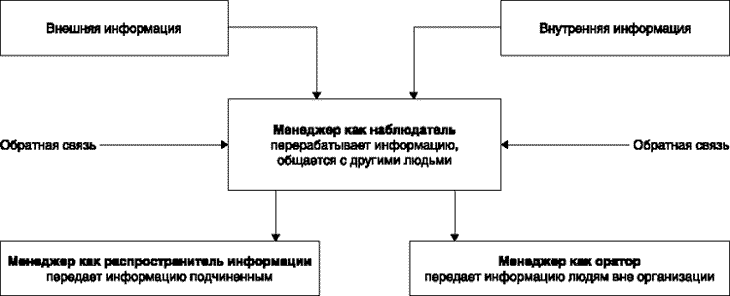 Внешняя информация
Внутренняя информация
Менеджер как наблюдатель
перерабатывает информацию,
общается с другими людьми
Обратная связь
Обратная связь
Менеджер как распространитель информации
передает информацию подчиненным
Менеджер как оратор
передает информацию людям вне организации